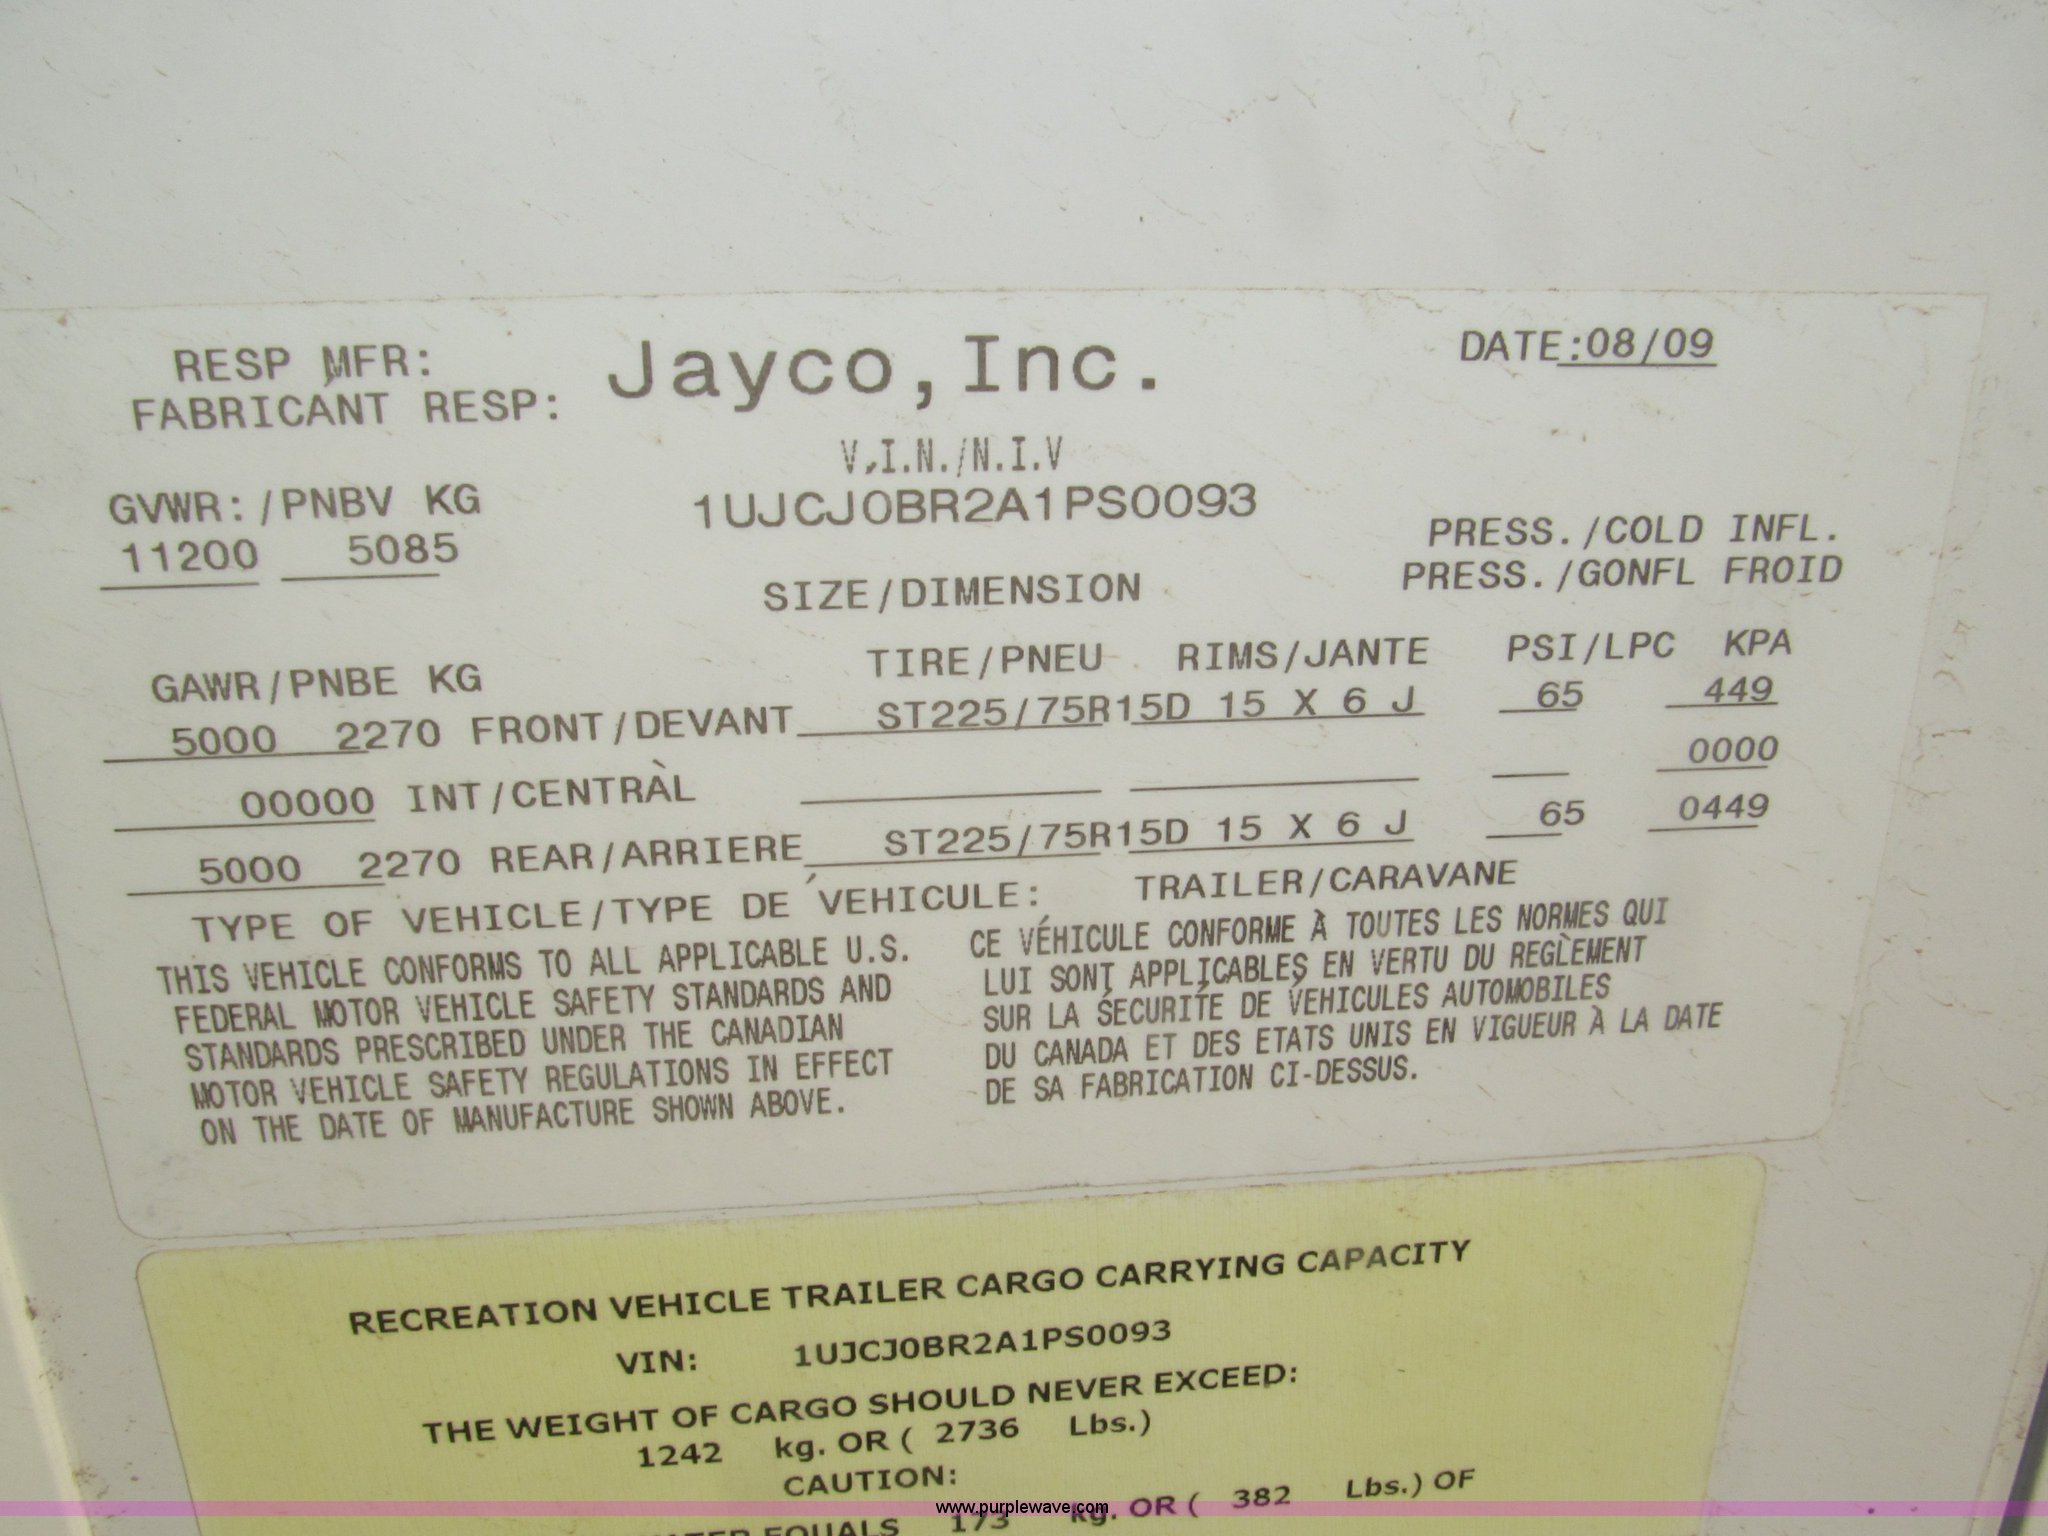 RESP MFR: Jayco,Inc. DATE:08/09
FABRICANT RESP:
V.I.N./N.I.V
GVWR:/PNBV KG 1UJCJ0BR2A1PS0093
11200 5085 PRESS./COLD INFL.
SIZE/DIMENSION PRESS./GONFL FROID
GAWR/PNBE KG TIRE/PNEU RIMS/JANTE PSI/LPC KPA
5000 2270 FRONT/DEVANT ST225/75R15D 15 X 6 J 65 449
00000 INT/CENTRÀL 0000
5000 2270 REAR/ARRIERE ST225/75R15D 15 X 6 J 65 0449
TYPE OF VEHICLE/TYPE DE VÉHICULE: TRAILER/CARAVANE
THIS VEHICLE CONFORMS TO ALL APPLICABLE U.S.
FEDERAL MOTOR VEHICLE SAFETY STANDARDS AND
STANDARDS PRESCRIBED UNDER THE CANADIAN
MOTOR VEHICLE SAFETY REGULATIONS IN EFFECT
ON THE DATE OF MANUFACTURE SHOWN ABOVE.
CE VÉHICULE CONFORME À TOUTES LES NORMES QUI
LUI SONT APPLICABLES EN VERTU DU REGLÈMENT
SUR LA SÉCURITÉ DE VÉHICULES AUTOMOBILES
DU CANADA ET DES ETATS UNIS EN VIGUEUR À LA DATE
DE SA FABRICATION CI-DESSUS.
RECREATION VEHICLE TRAILER CARGO CARRYING CAPACITY
VIN: 1UJCJ0BR2A1PS0093
THE WEIGHT OF CARGO SHOULD NEVER EXCEED:
1242 kg. OR ( 2736 Lbs.)
CAUTION:
EQUALS 173 kg. OR ( 382 Lbs.) OF
www.purplewave.com